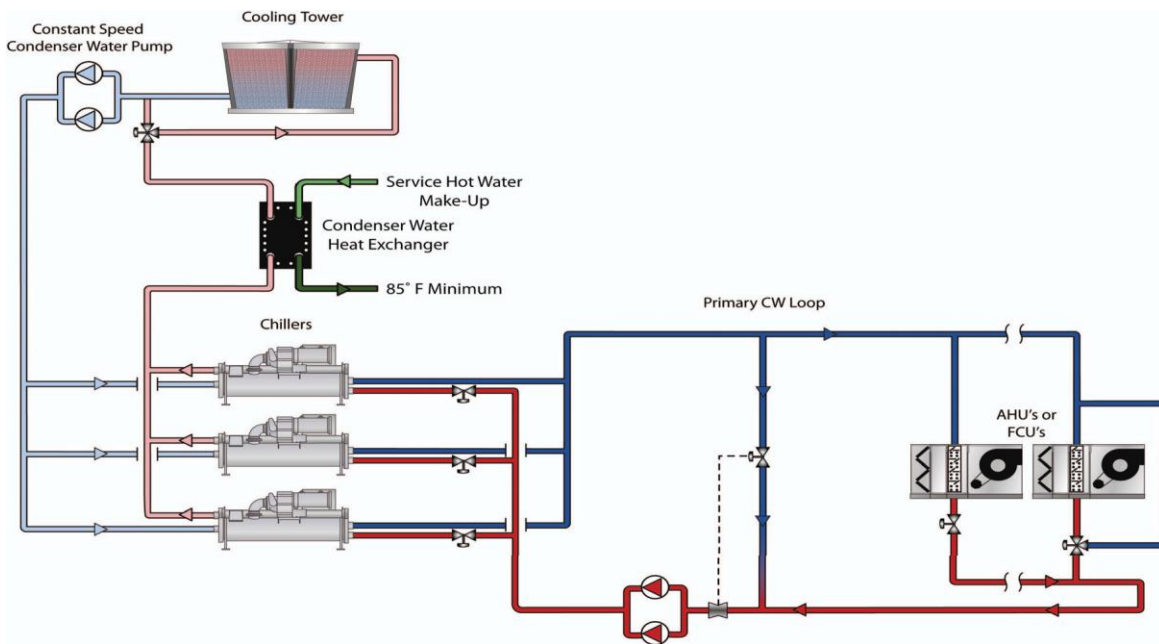 Cooling Tower
Constant Speed
Condenser Water Pump
Service Hot Water
Make-Up
Condenser Water
Heat Exchanger
85° F Minimum
Chillers
Primary CW Loop
AHU's or
FCU's